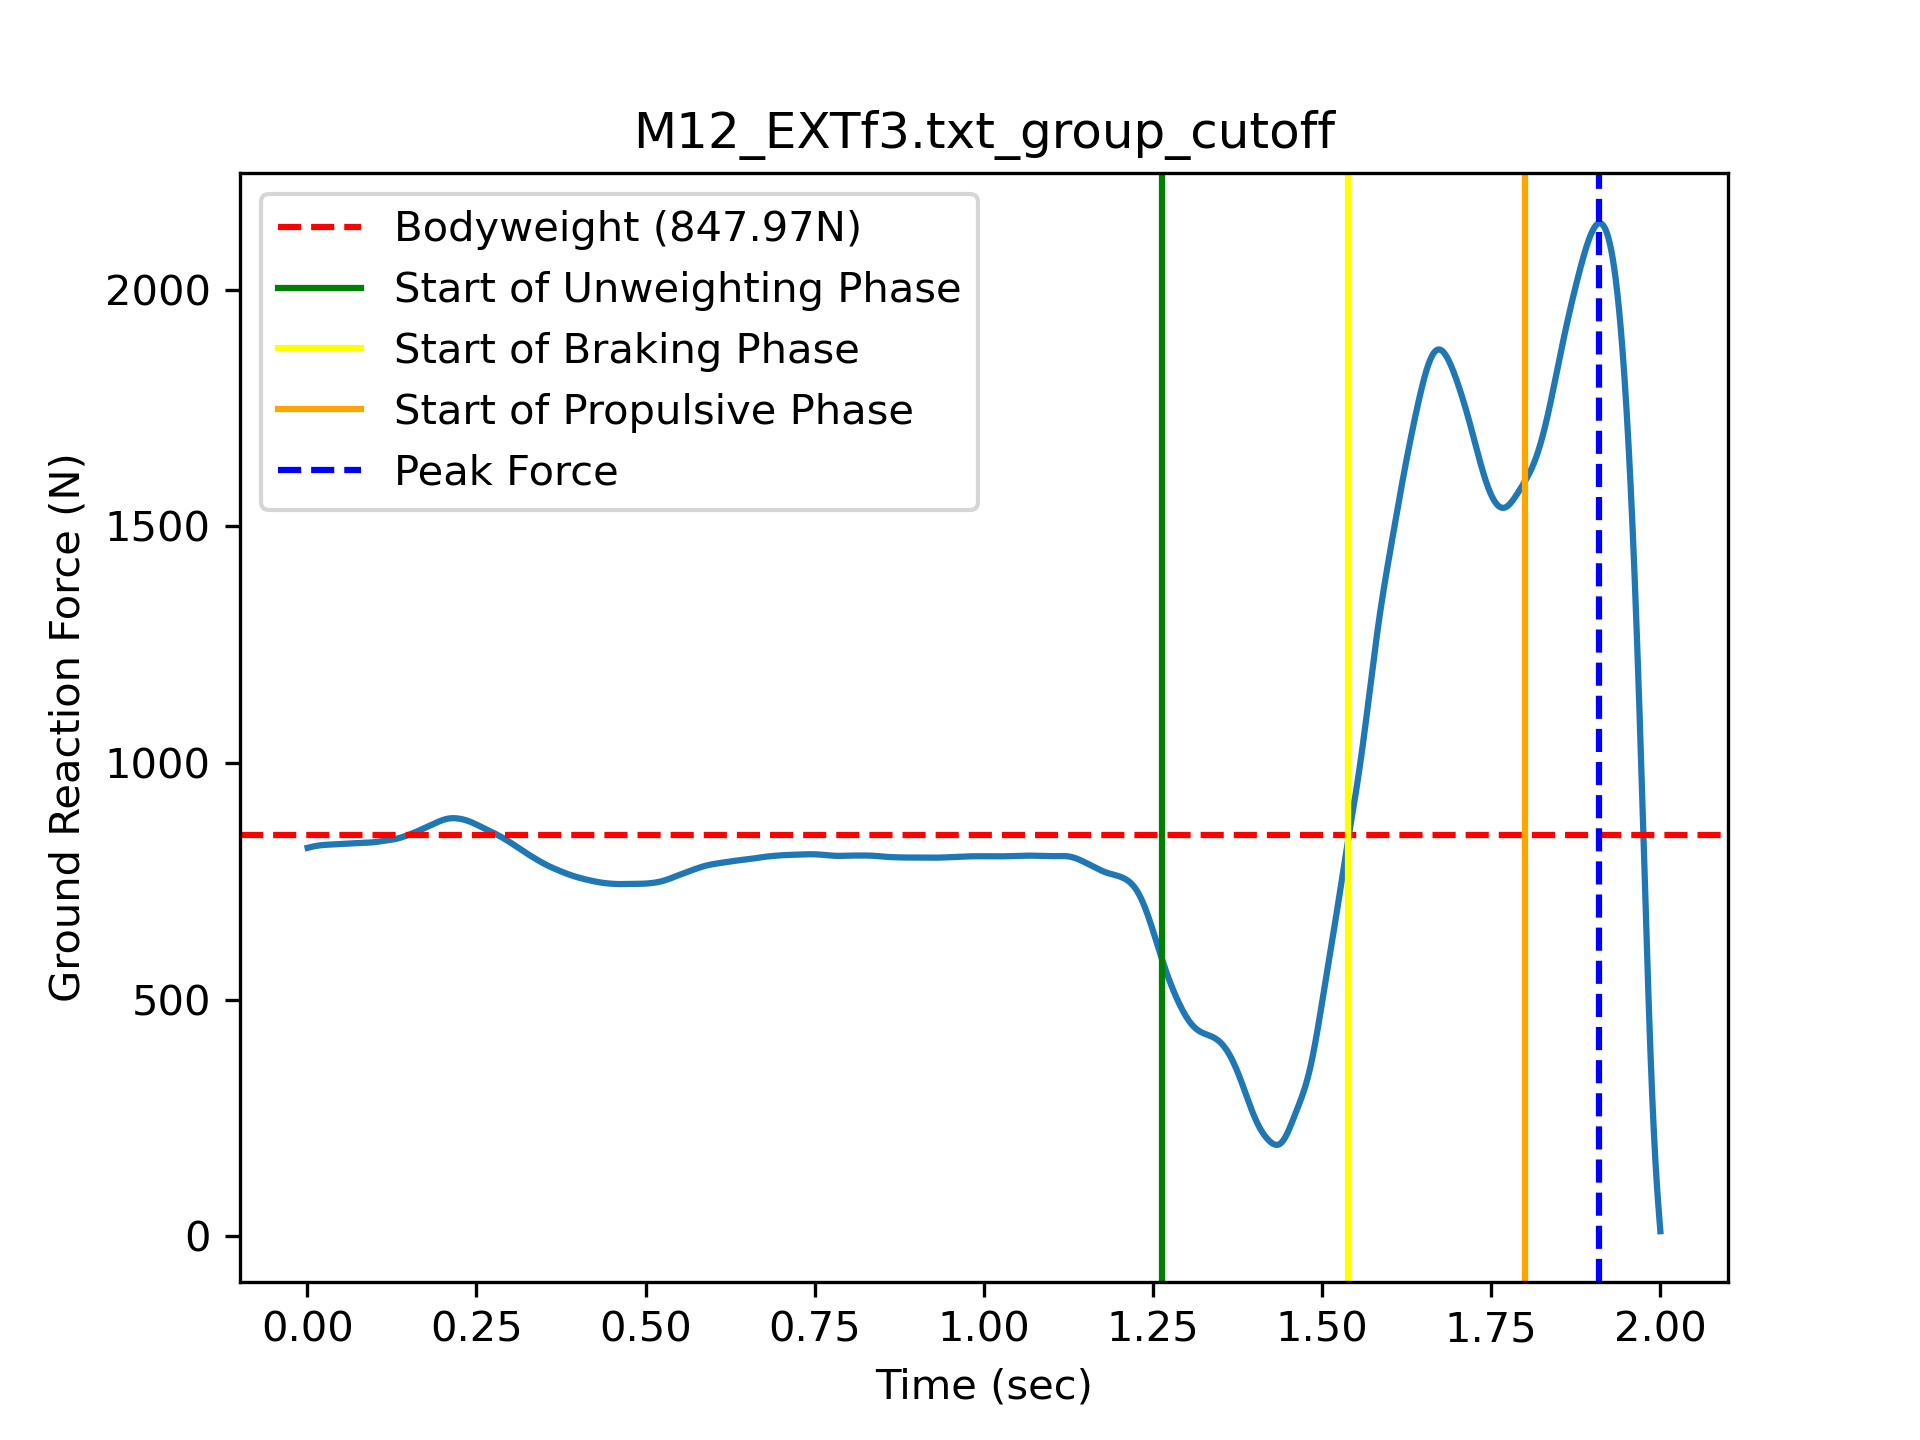 M12_EXTf3.txt_group_cutoff
Bodyweight (847.97N)
Start of Unweighting Phase
Start of Braking Phase
Start of Propulsive Phase
Peak Force
Ground Reaction Force (N)
2000
1500
1000
500
0
0.00 0.25 0.50 0.75 1.00 1.25 1.50 1.75 2.00
Time (sec)